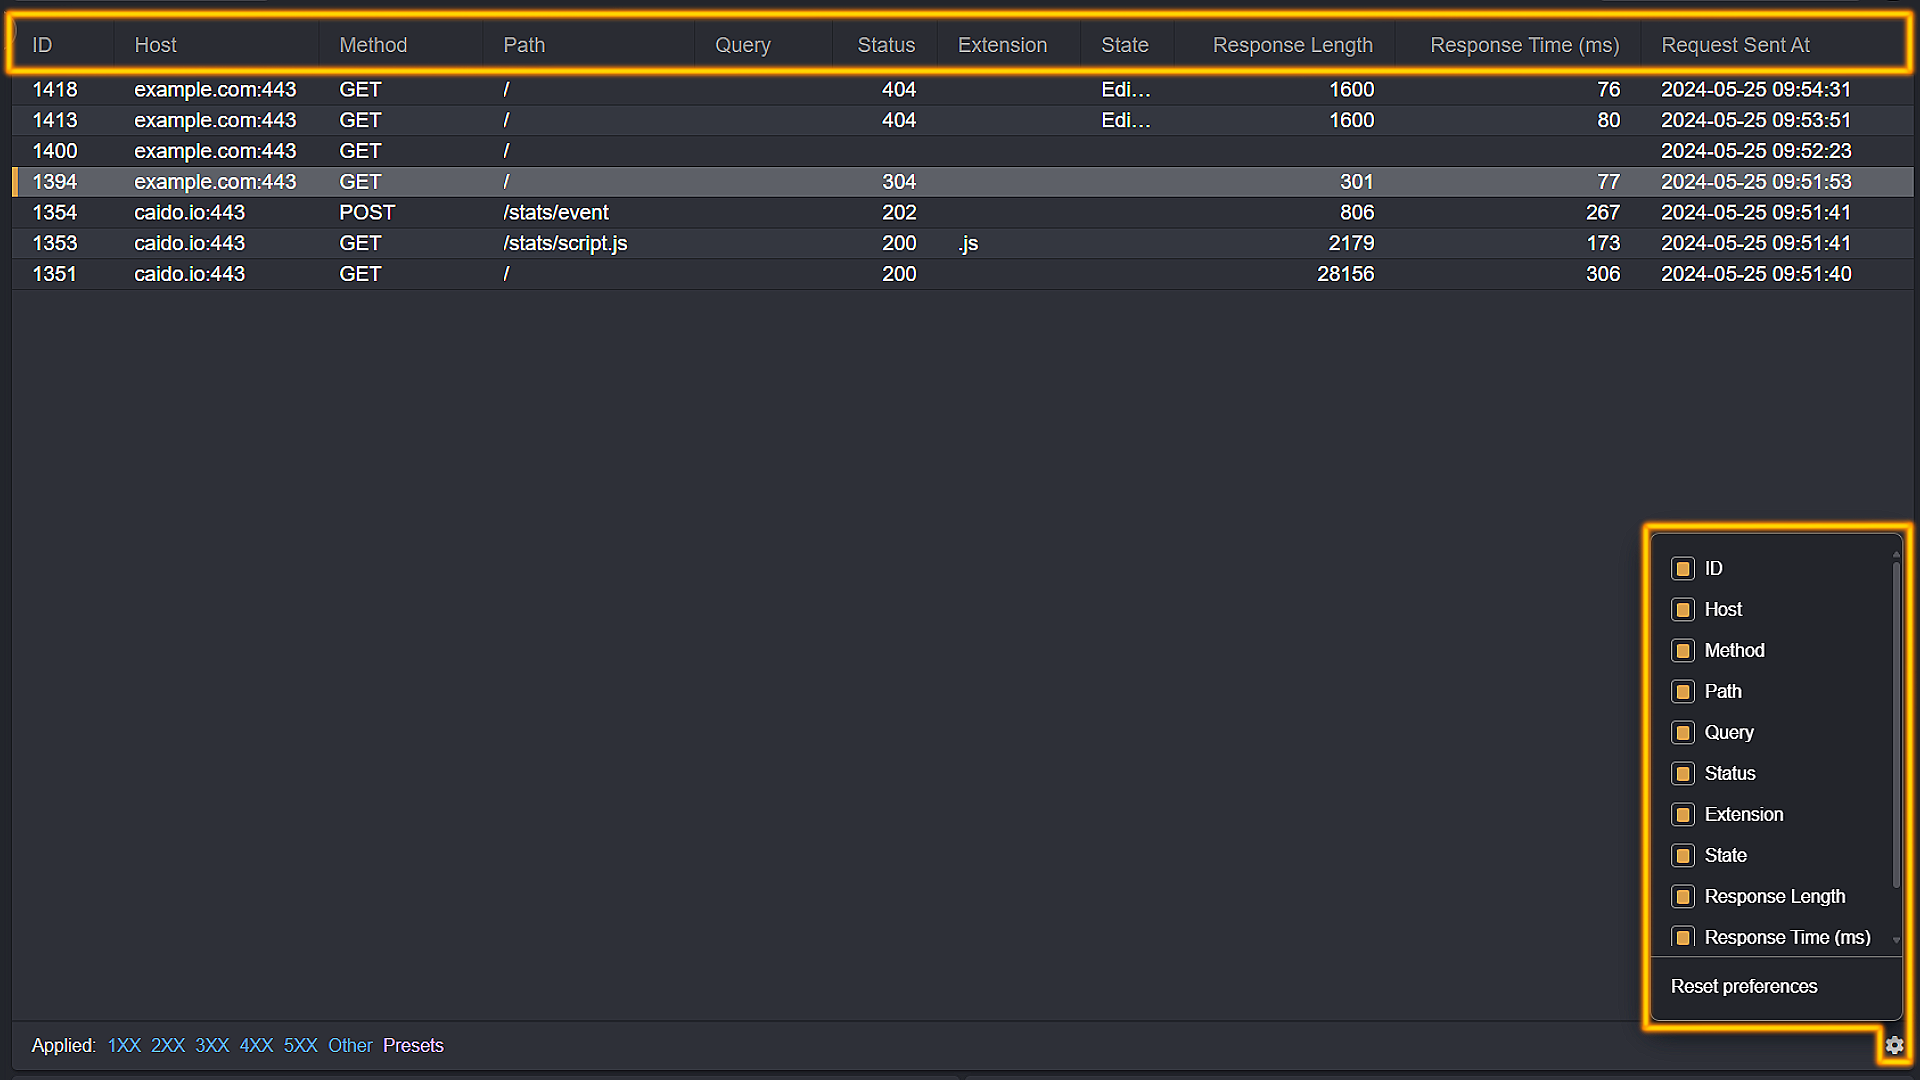 ID Host Method Path Query Status Extension State Response Length Response Time (ms) Request Sent At
1418 example.com:443 GET / 404 Edi... 1600 76 2024-05-25 09:54:31
1413 example.com:443 GET / 404 Edi... 1600 80 2024-05-25 09:53:51
1400 example.com:443 GET / 2024-05-25 09:52:23
1394 example.com:443 GET / 304 301 77 2024-05-25 09:51:53
1354 caido.io:443 POST /stats/event 202 806 267 2024-05-25 09:51:41
1353 caido.io:443 GET /stats/script.js 200 .js 2179 173 2024-05-25 09:51:41
1351 caido.io:443 GET / 200 28156 306 2024-05-25 09:51:40
ID
Host
Method
Path
Query
Status
Extension
State
Response Length
Response Time (ms)
Reset preferences
Applied: 1XX 2XX 3XX 4XX 5XX Other Presets